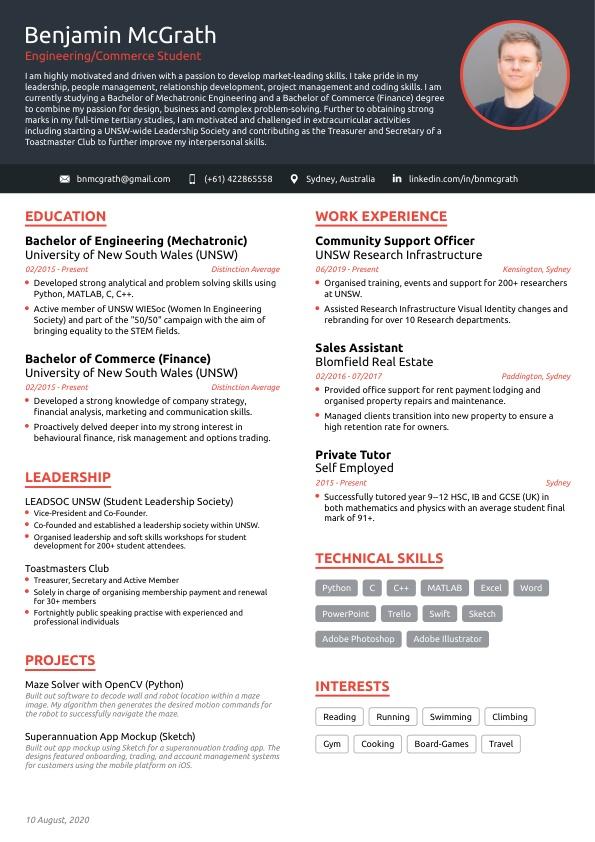 Benjamin McGrath
Engineering/Commerce Student
I am highly motivated and driven with a passion to develop market-leading skills. I take pride in my
leadership, people management, relationship development, project management and coding skills. I am
currently studying a Bachelor of Mechatronic Engineering and a Bachelor of Commerce (Finance) degree
to combine my passion for design, business and complex problem-solving. Further to obtaining strong
marks in my full-time tertiary studies, I am motivated and challenged in extracurricular activities
including starting a UNSW-wide Leadership Society and contributing as the Treasurer and Secretary of a
Toastmaster Club to further improve my interpersonal skills.
bnmcgrath@gmail.com (+61) 422865558 Sydney, Australia linkedin.com/in/bnmcgrath
EDUCATION
Bachelor of Engineering (Mechatronic)
University of New South Wales (UNSW)
02/2015 - Present Distinction Average
• Developed strong analytical and problem solving skills using
Python, MATLAB, C, C++.
• Active member of UNSW WIESoc (Women In Engineering
Society) and part of the "50/50" campaign with the aim of
bringing equality to the STEM fields.
Bachelor of Commerce (Finance)
University of New South Wales (UNSW)
02/2015 - Present Distinction Average
• Developed a strong knowledge of company strategy,
financial analysis, marketing and communication skills.
• Proactively delved deeper into my strong interest in
behavioural finance, risk management and options trading.
LEADERSHIP
LEADSOC UNSW (Student Leadership Society)
• Vice-President and Co-Founder.
• Co-founded and established a leadership society within UNSW.
• Organised leadership and soft skills workshops for student
development for 200+ student attendees.
Toastmasters Club
• Treasurer, Secretary and Active Member
• Solely in charge of organising membership payment and renewal
for 30+ members
• Fortnightly public speaking practise with experienced and
professional individuals
PROJECTS
Maze Solver with OpenCV (Python)
Built out software to decode wall and robot location within a maze
image. My algorithm then generates the desired motion commands for
the robot to successfully navigate the maze.
Superannuation App Mockup (Sketch)
Built out app mockup using Sketch for a superannuation trading app. The
designs featured onboarding, trading, and account management systems
for customers using the mobile platform on iOS.
WORK EXPERIENCE
Community Support Officer
UNSW Research Infrastructure
06/2019 - Present Kensington, Sydney
• Organised training, events and support for 200+ researchers
at UNSW.
• Assisted Research Infrastructure Visual Identity changes and
rebranding for over 10 Research departments.
Sales Assistant
Blomfield Real Estate
02/2016 - 07/2017 Paddington, Sydney
• Provided office support for rent payment lodging and
organised property repairs and maintenance.
• Managed clients transition into new property to ensure a
high retention rate for owners.
Private Tutor
Self Employed
2015 - Present Sydney
• Successfully tutored year 9--12 HSC, IB and GCSE (UK) in
both mathematics and physics with an average student final
mark of 91+.
TECHNICAL SKILLS
Python C C++ MATLAB Excel Word
PowerPoint Trello Swift Sketch
Adobe Photoshop Adobe Illustrator
INTERESTS
Reading Running Swimming Climbing
Gym Cooking Board-Games Travel
10 August, 2020